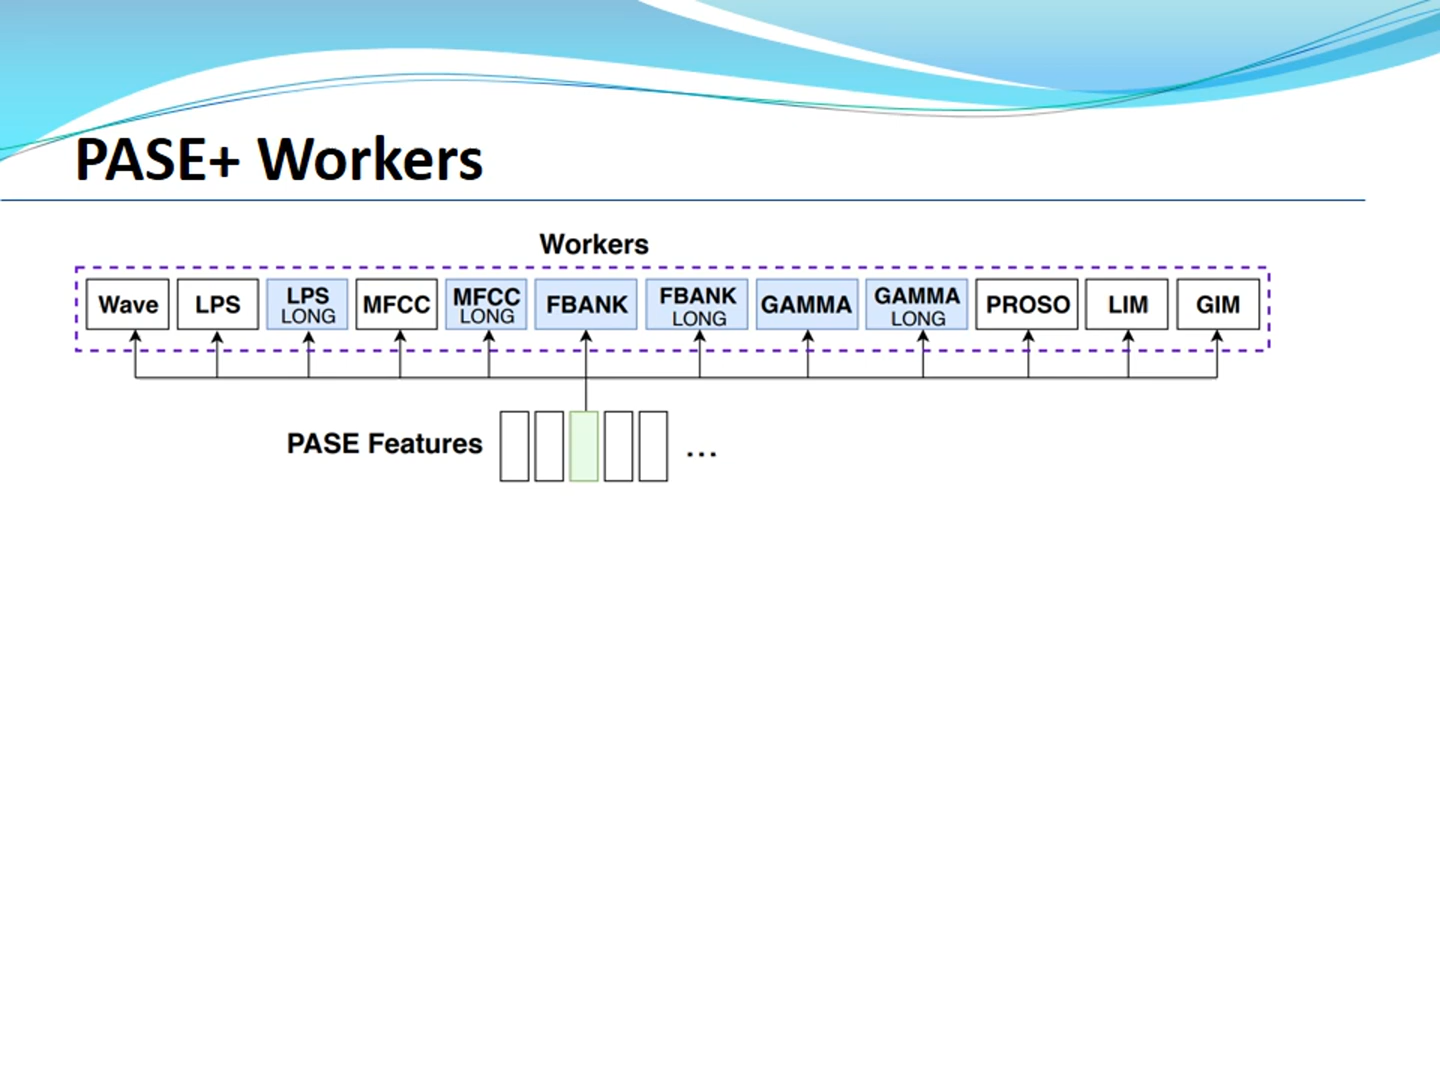 PASE+ Workers
Workers
Wave
LPS
LPS
LONG
MFCC
MFCC
LONG
FBANK
FBANK
LONG
GAMMA
GAMMA
LONG
PROSO
LIM
GIM
PASE Features
...